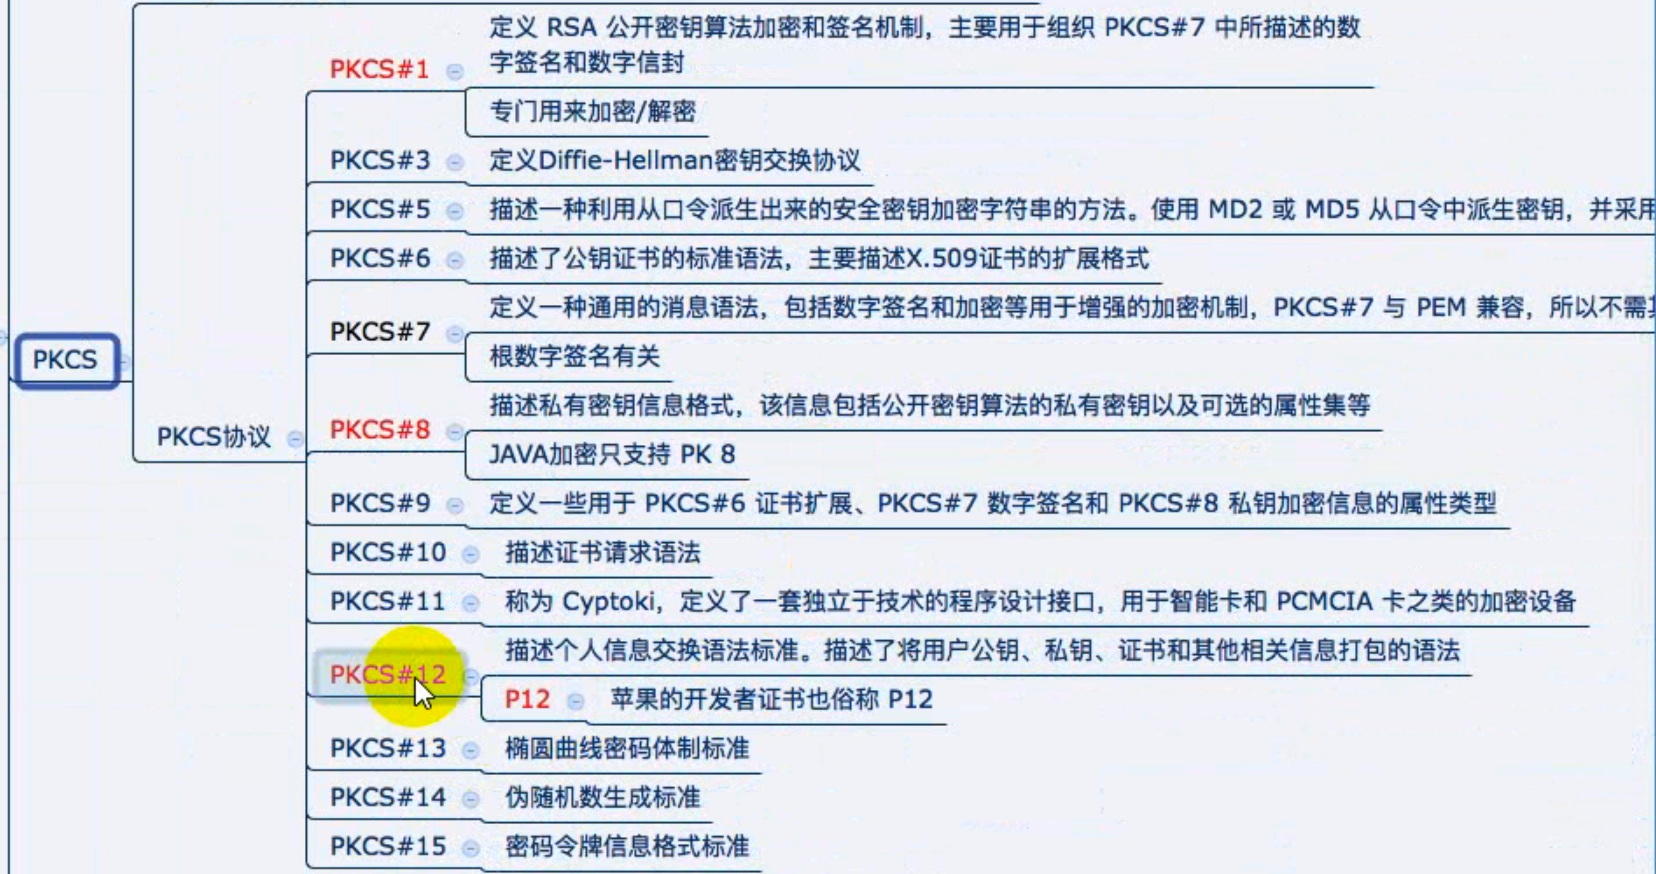 定义 RSA 公开密钥算法加密和签名机制，主要用于组织 PKCS#7 中所描述的数
字签名和数字信封
PKCS#1
专门用来加密/解密
PKCS#3 定义Diffie-Hellman密钥交换协议
PKCS#5 描述一种利用从口令派生出来的安全密钥加密字符串的方法。使用 MD2 或 MD5 从口令中派生密钥，并采用
PKCS#6 描述了公钥证书的标准语法，主要描述X.509证书的扩展格式
定义一种通用的消息语法，包括数字签名和加密等用于增强的加密机制，PKCS#7 与 PEM 兼容，所以不需
PKCS#7
根数字签名有关
PKCS
描述私有密钥信息格式，该信息包括公开密钥算法的私有密钥以及可选的属性集等
PKCS协议
PKCS#8
JAVA加密只支持 PK 8
PKCS#9 定义一些用于 PKCS#6 证书扩展、PKCS#7 数字签名和 PKCS#8 私钥加密信息的属性类型
PKCS#10 描述证书请求语法
PKCS#11 称为 Cyptoki，定义了一套独立于技术的程序设计接口，用于智能卡和 PCMCIA 卡之类的加密设备
描述个人信息交换语法标准。描述了将用户公钥、私钥、证书和其他相关信息打包的语法
PKCS#12
P12 苹果的开发者证书也俗称 P12
PKCS#13 椭圆曲线密码体制标准
PKCS#14 伪随机数生成标准
PKCS#15 密码令牌信息格式标准